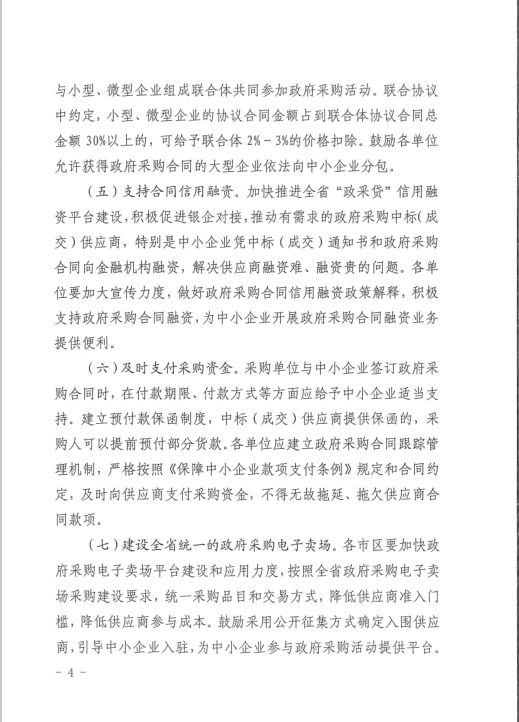 与小型、微型企业组成联合体共同参加政府采购活动。联合协议
中约定，小型、微型企业的协议合同金额占到联合体协议合同总
金额30%以上的，可给予联合体2%－3%的价格扣除。鼓励各单位
允许获得政府采购合同的大型企业依法向中小企业分包。
（五）支持合同信用融资。加快推进全省“政采贷”信用融
资平台建设，积极促进银企对接，推动有需求的政府采购中标（成
交）供应商，特别是中小企业凭中标（成交）通知书和政府采购
合同向金融机构融资，解决供应商融资难、融资贵的问题。各单
位要加大宣传力度，做好政府采购合同信用融资政策解释，积极
支持政府采购合同融资，为中小企业开展政府采购合同融资业务
提供便利。
（六）及时支付采购资金。采购单位与中小企业签订政府采
购合同时，在付款期限、付款方式等方面应给予中小企业适当支
持。建立预付款保函制度，中标（成交）供应商提供保函的，采
购人可以提前预付部分货款。各单位应建立政府采购合同跟踪管
理机制，严格按照《保障中小企业款项支付条例》规定和合同约
定，及时向供应商支付采购资金，不得无故拖延、拖欠供应商合
同款项。
（七）建设全省统一的政府采购电子卖场。各市区要加快政
府采购电子卖场平台建设和应用力度，按照全省政府采购电子卖
场采购建设要求，统一采购品目和交易方式，降低供应商准入门
槛，降低供应商参与成本。鼓励采用公开征集方式确定入围供应
商，引导中小企业入驻，为中小企业参与政府采购活动提供平台。
- 4 -